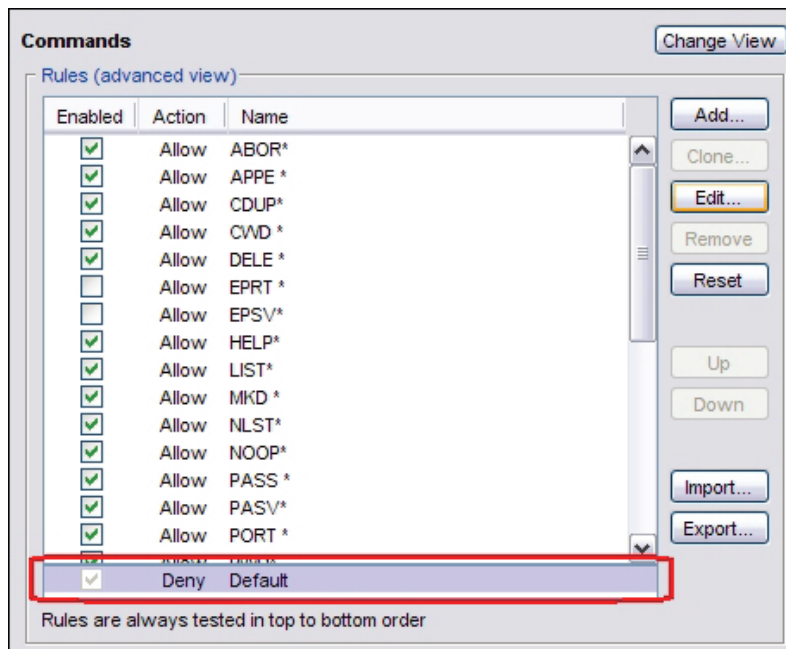 Commands
Change View
Rules (advanced view)
Enabled Action Name
Allow ABOR*
Allow APPE *
Allow CDUP*
Allow CWD *
Allow DELE *
Allow EPRT *
Allow EPSV*
Allow HELP*
Allow LIST*
Allow MKD *
Allow NLST*
Allow NOOP*
Allow PASS *
Allow PASV*
Allow PORT *
Deny Default
Rules are always tested in top to bottom order
Add...
Clone...
Edit...
Remove
Reset
Up
Down
Import...
Export...